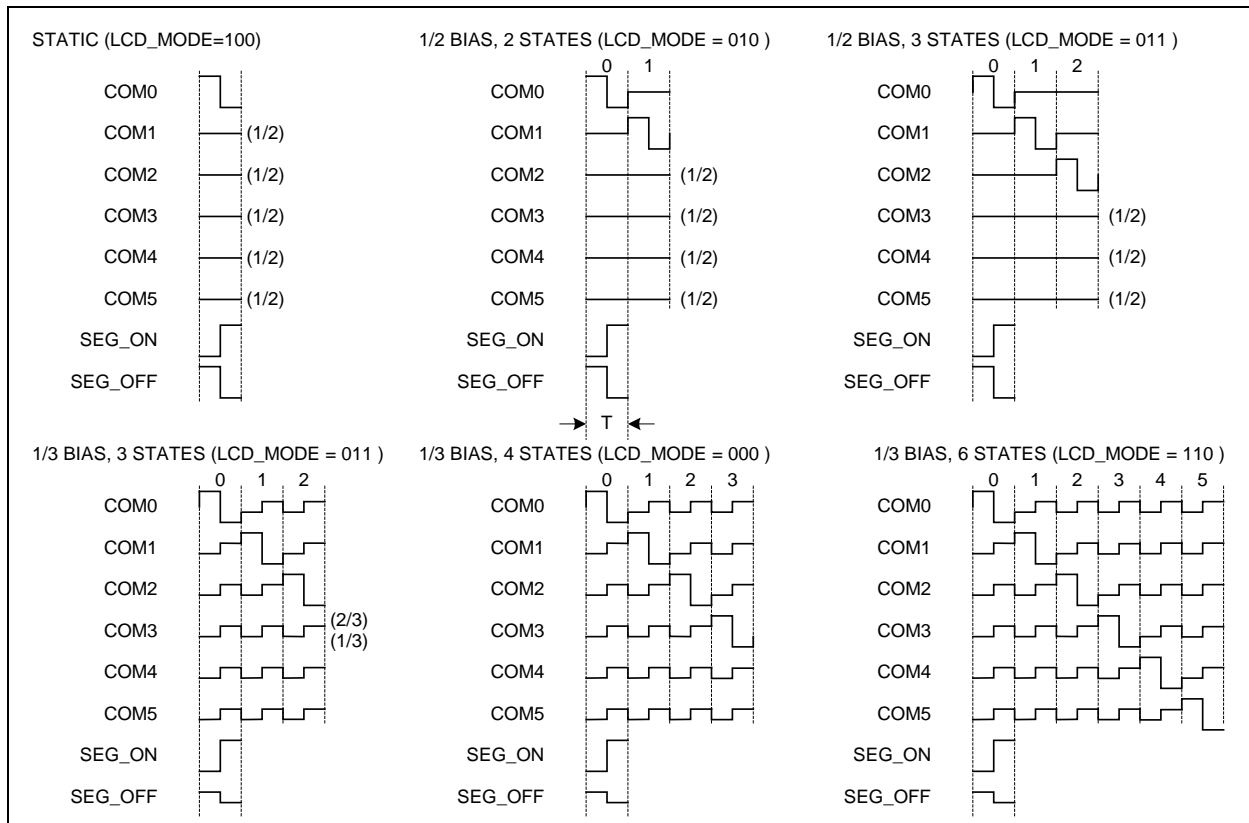 STATIC (LCD_MODE=100)
COM0
COM1 (1/2)
COM2 (1/2)
COM3 (1/2)
COM4 (1/2)
COM5 (1/2)
SEG_ON
SEG_OFF
1/2 BIAS, 2 STATES (LCD_MODE = 010 )
0 1
COM0
COM1
COM2 (1/2)
COM3 (1/2)
COM4 (1/2)
COM5 (1/2)
SEG_ON
SEG_OFF
T
1/2 BIAS, 3 STATES (LCD_MODE = 011 )
0 1 2
COM0
COM1
COM2
COM3 (1/2)
COM4 (1/2)
COM5 (1/2)
SEG_ON
SEG_OFF
1/3 BIAS, 3 STATES (LCD_MODE = 011 )
0 1 2
COM0
COM1
COM2
(2/3)
COM3
(1/3)
COM4
COM5
SEG_ON
SEG_OFF
1/3 BIAS, 4 STATES (LCD_MODE = 000 )
0 1 2 3
COM0
COM1
COM2
COM3
COM4
COM5
SEG_ON
SEG_OFF
1/3 BIAS, 6 STATES (LCD_MODE = 110 )
0 1 2 3 4 5
COM0
COM1
COM2
COM3
COM4
COM5
SEG_ON
SEG_OFF